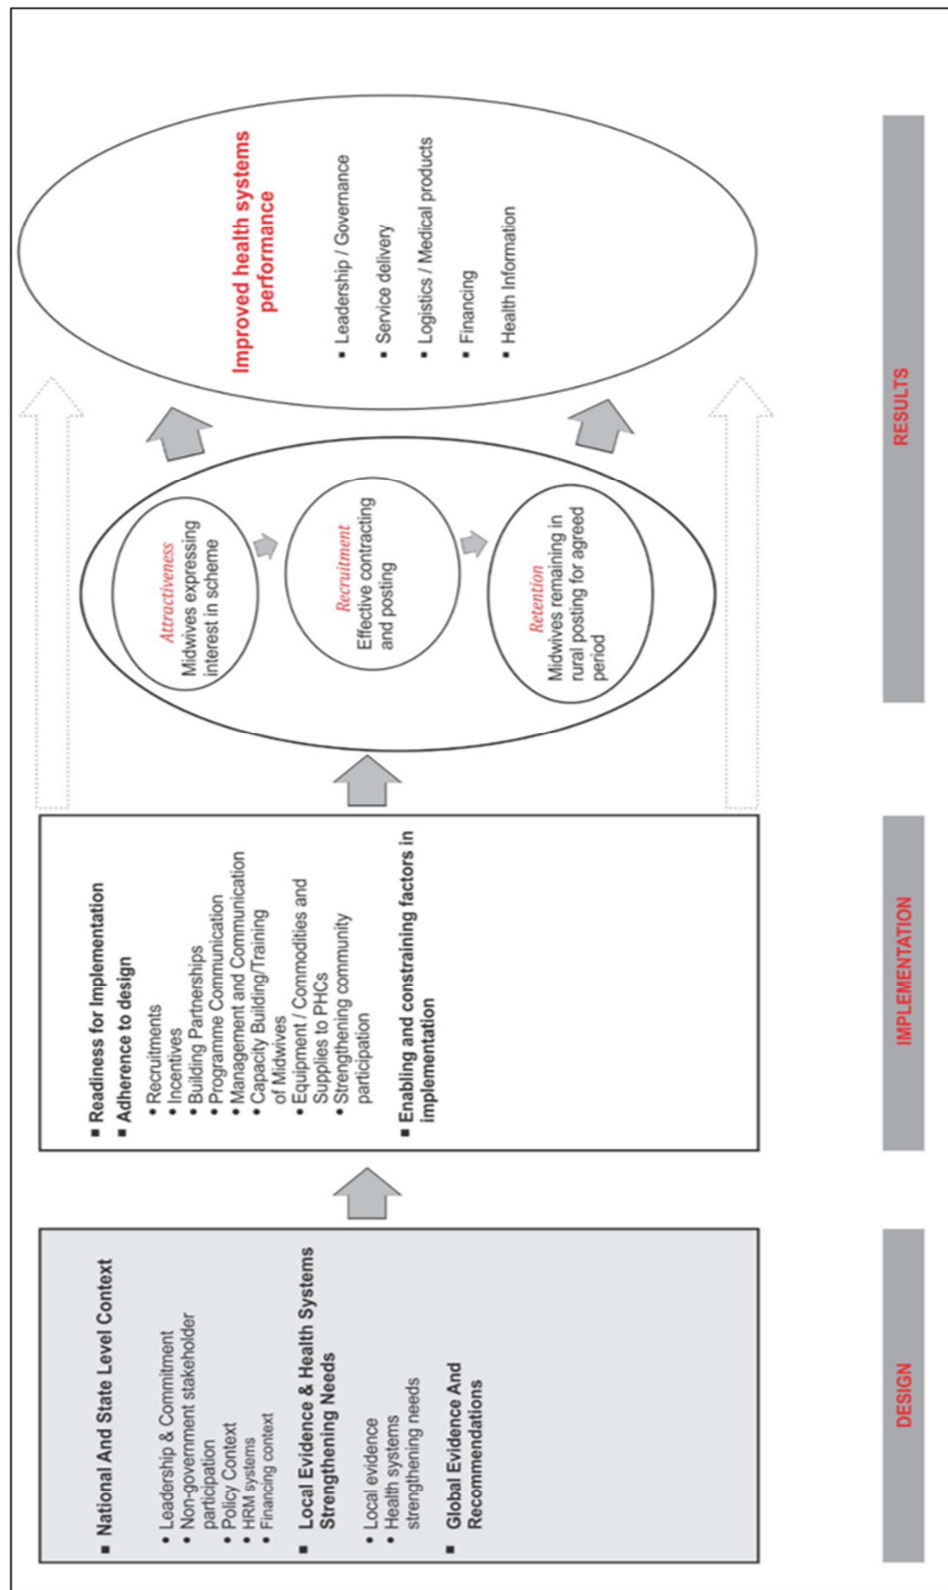 ■ National And State Level Context
• Leadership & Commitment
• Non-government stakeholder
participation
• Policy Context
• HRM systems
• Financing context
■ Local Evidence & Health Systems
Strengthening Needs
• Local evidence
• Health systems
strengthening needs
■ Global Evidence And
Recommendations
DESIGN
■ Readiness for Implementation
■ Adherence to design
• Recruitments
• Incentives
• Building Partnerships
• Programme Communication
• Management and Communication
• Capacity Building/Training
of Midwives
• Equipment / Commodities and
Supplies to PHCs
• Strengthening community
participation
■ Enabling and constraining factors in
implementation
IMPLEMENTATION
Attractiveness
Midwives expressing
interest in scheme
Recruitment
Effective contracting
and posting
Retention
Midwives remaining in
rural posting for agreed
period
Improved health systems
performance
▪ Leadership / Governance
▪ Service delivery
▪ Logistics / Medical products
▪ Financing
▪ Health Information
RESULTS